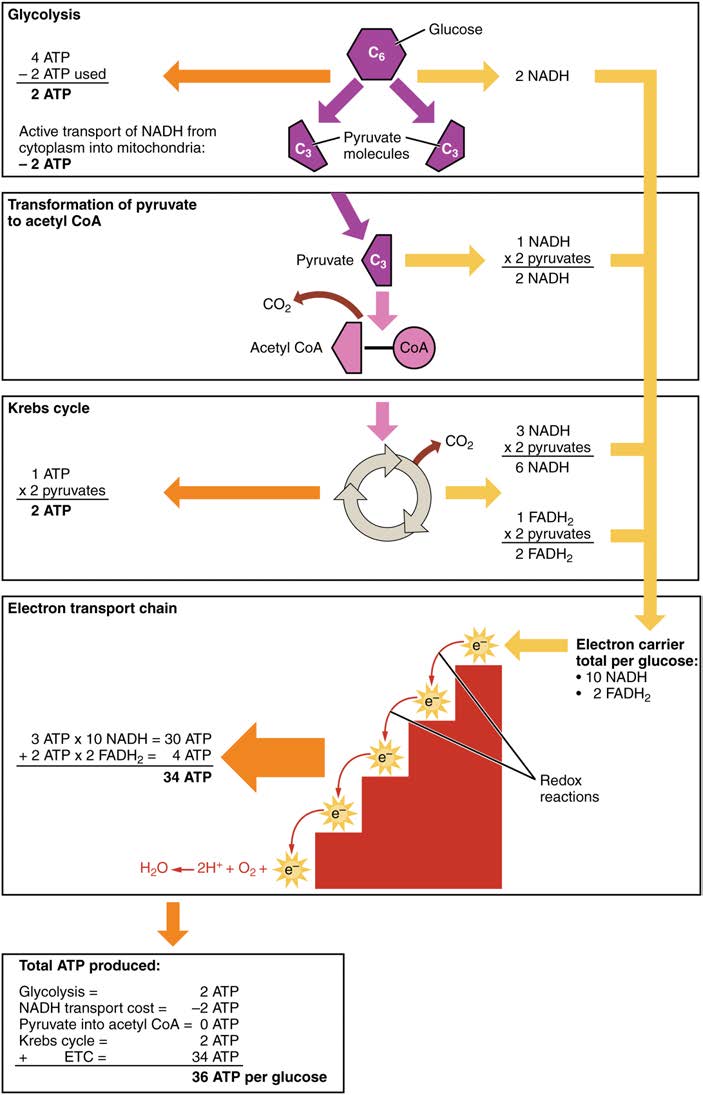 Glycolysis
Glucose
C₆
4 ATP
– 2 ATP used
2 ATP
2 NADH
Active transport of NADH from
cytoplasm into mitochondria:
– 2 ATP
C₃
Pyruvate
molecules
C₃
Transformation of pyruvate
to acetyl CoA
Pyruvate
C₃
1 NADH
x 2 pyruvates
2 NADH
CO₂
Acetyl CoA
CoA
Krebs cycle
CO₂
3 NADH
x 2 pyruvates
6 NADH
1 ATP
x 2 pyruvates
2 ATP
1 FADH₂
x 2 pyruvates
2 FADH₂
Electron transport chain
e⁻
Electron carrier
total per glucose:
• 10 NADH
• 2 FADH₂
e⁻
3 ATP x 10 NADH = 30 ATP
+ 2 ATP x 2 FADH₂ = 4 ATP
34 ATP
e⁻
Redox
reactions
e⁻
H₂O ← 2H⁺ + O₂ +
e⁻
Total ATP produced:
Glycolysis = 2 ATP
NADH transport cost = –2 ATP
Pyruvate into acetyl CoA = 0 ATP
Krebs cycle = 2 ATP
+ ETC = 34 ATP
36 ATP per glucose